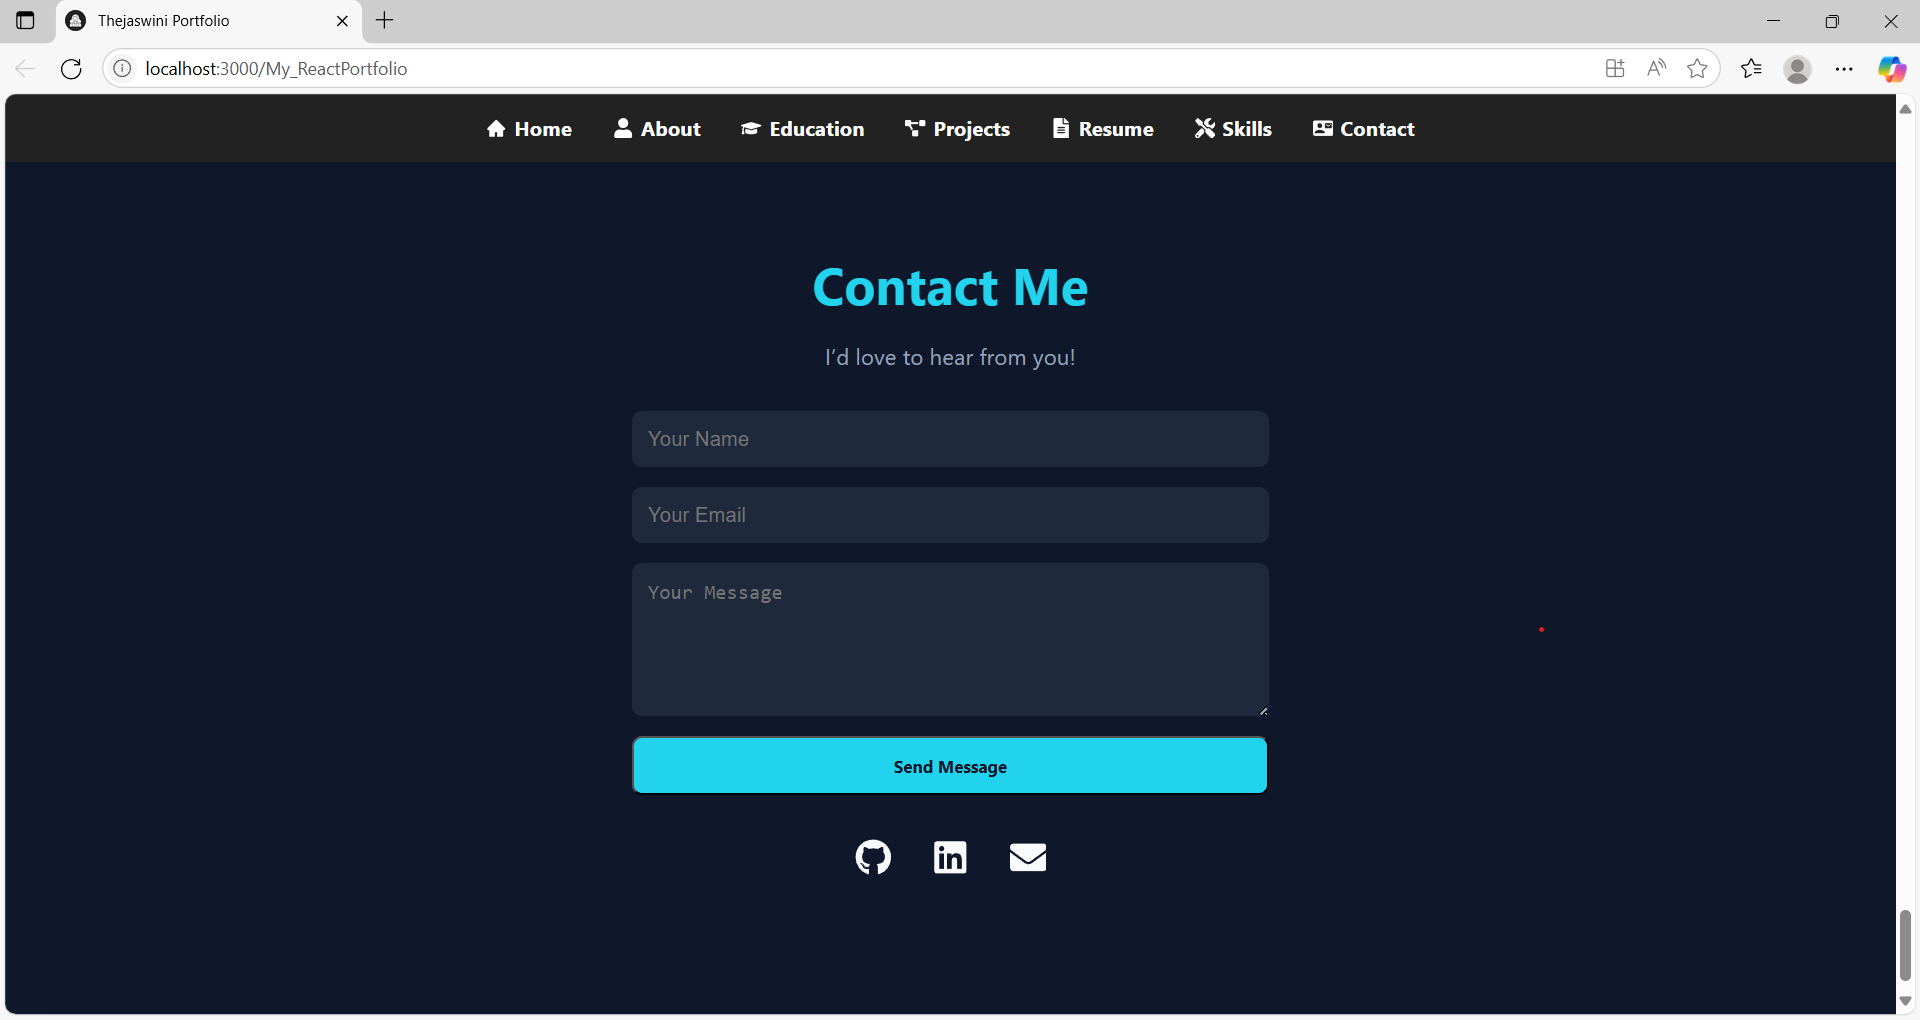 Thejaswini Portfolio
localhost:3000/My_ReactPortfolio
Home About Education Projects Resume Skills Contact
Contact Me
I’d love to hear from you!
Your Name
Your Email
Your Message
Send Message